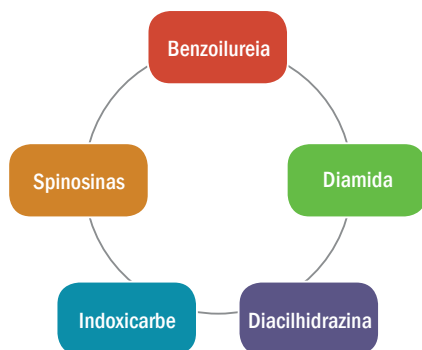 Benzoilureia
Spinosinas
Diamida
Indoxicarbe
Diacilhidrazina